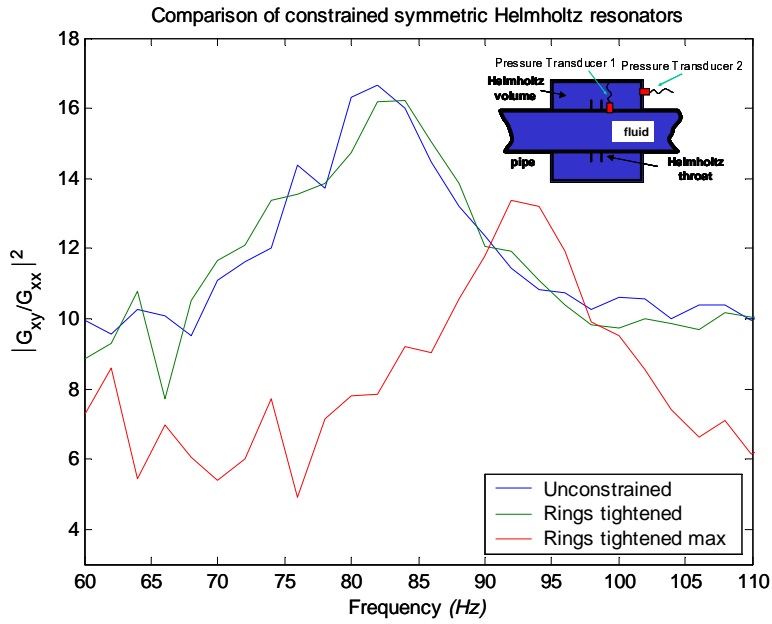 Comparison of constrained symmetric Helmholtz resonators
18
16
14
12
10
8
6
4
|Gxy/Gxx|2
Pressure Transducer 1
Pressure Transducer 2
Helmholtz
volume
fluid
pipe
Helmholtz
throat
Unconstrained
Rings tightened
Rings tightened max
60 65 70 75 80 85 90 95 100 105 110
Frequency (Hz)